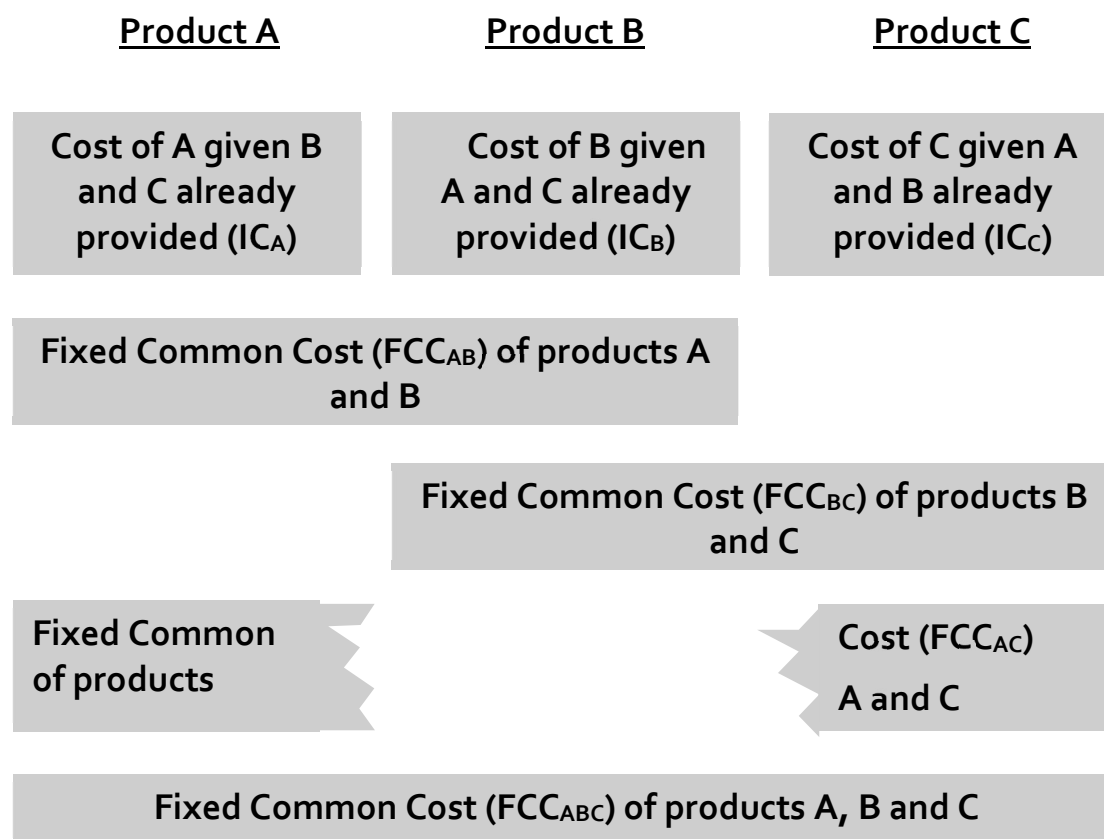 Product A
Product B
Product C
Cost of A given B
and C already
provided (ICA)
Cost of B given
A and C already
provided (ICB)
Cost of C given A
and B already
provided (ICC)
Fixed Common Cost (FCCAB) of products A
and B
Fixed Common Cost (FCCBC) of products B
and C
Fixed Common
of products
Cost (FCCAC)
A and C
Fixed Common Cost (FCCABC) of products A, B and C